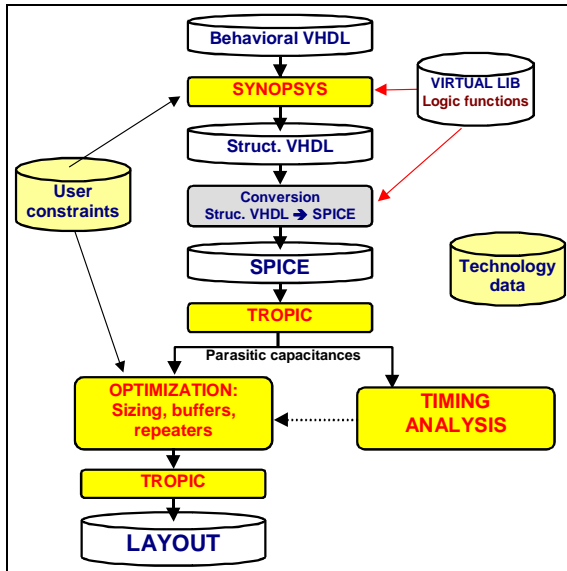 Behavioral VHDL
SYNOPSYS
VIRTUAL LIB
Logic functions
Struct. VHDL
User
constraints
Conversion
Struc. VHDL ➔ SPICE
SPICE
Technology
data
TROPIC
Parasitic capacitances
OPTIMIZATION:
Sizing, buffers,
repeaters
TIMING
ANALYSIS
TROPIC
LAYOUT